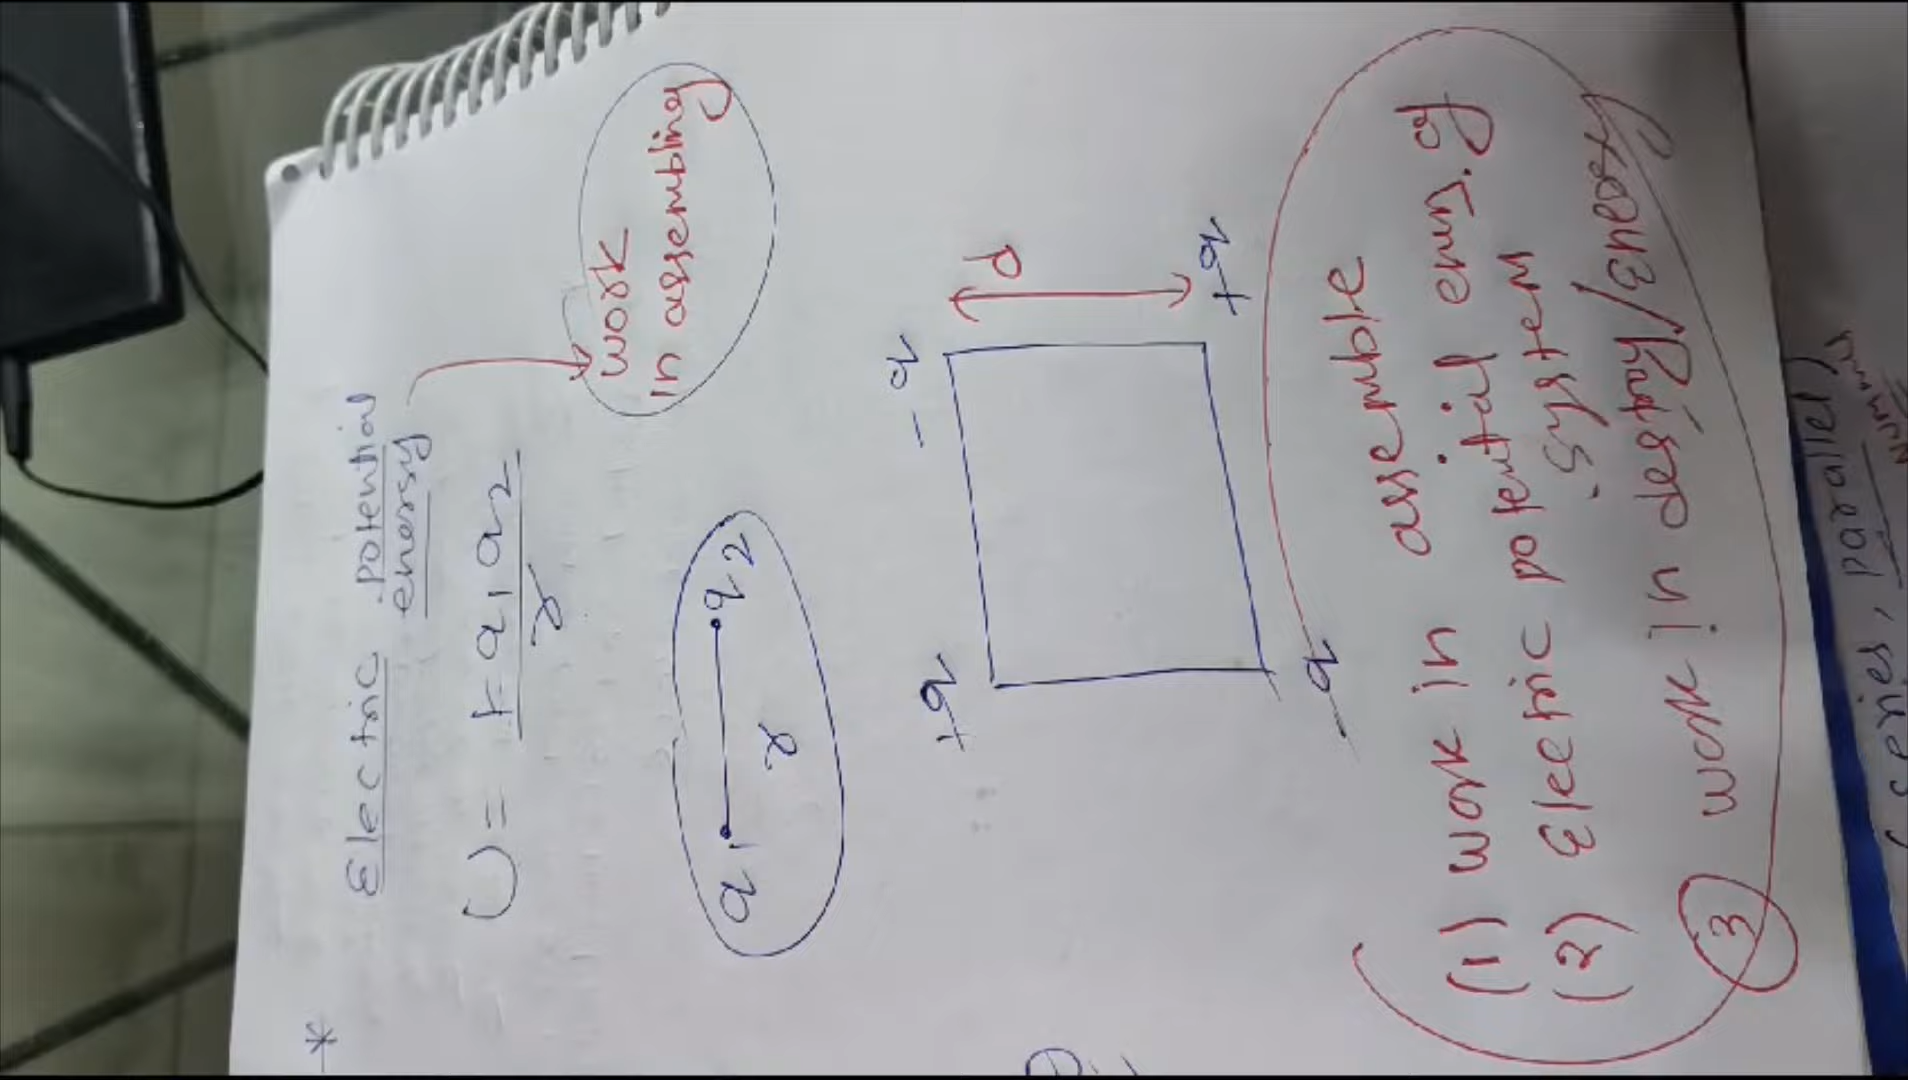 *
Electric potential
energy
U = kq1q2
r
work
in assembling
q1 q2
r
+q -q
d
-q +q
(1) work in assemble
(2) Electric potential enrg. of
system
(3) work in destroy/Energy
(series, parallel)